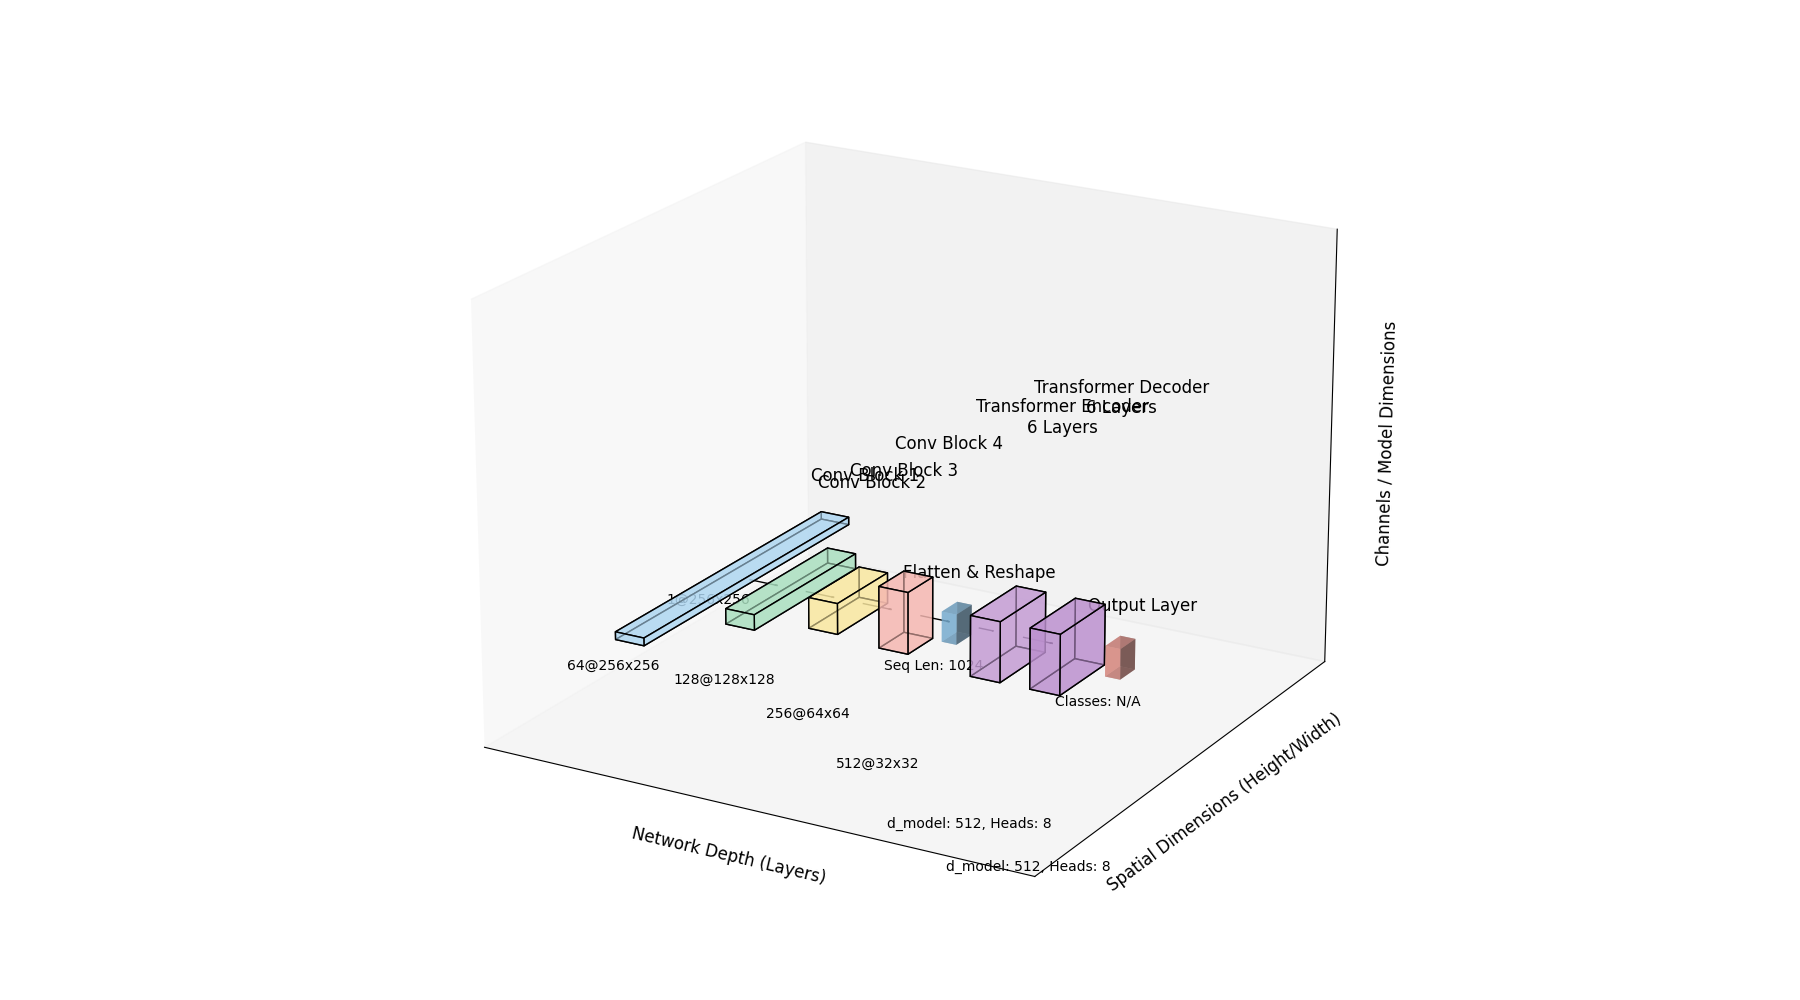 Transformer Decoder
6 Layers
Transformer Encoder
6 Layers
Conv Block 4
Conv Block 3
Conv Block 1
Conv Block 2
Channels / Model Dimensions
Flatten & Reshape
Output Layer
1@256x256
64@256x256
Seq Len: 1024
128@128x128
Classes: N/A
256@64x64
512@32x32
d_model: 512, Heads: 8
d_model: 512, Heads: 8
Network Depth (Layers)
Spatial Dimensions (Height/Width)